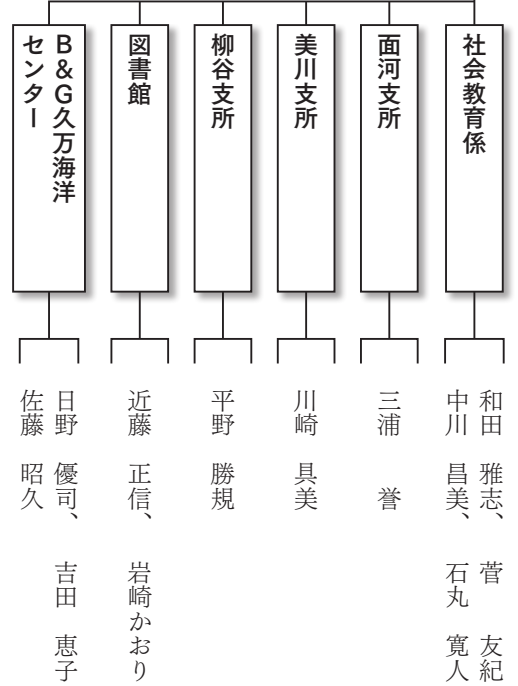 社会教育係
和田　雅志、　菅　　友紀
中川　昌美、　石丸　寛人
面河支所
三浦　　誉
美川支所
川崎　具美
柳谷支所
平野　勝規
図書館
近藤　正信、　岩崎かおり
B＆G久万海洋
センター
日野　優司、　吉田　恵子
佐藤　昭久